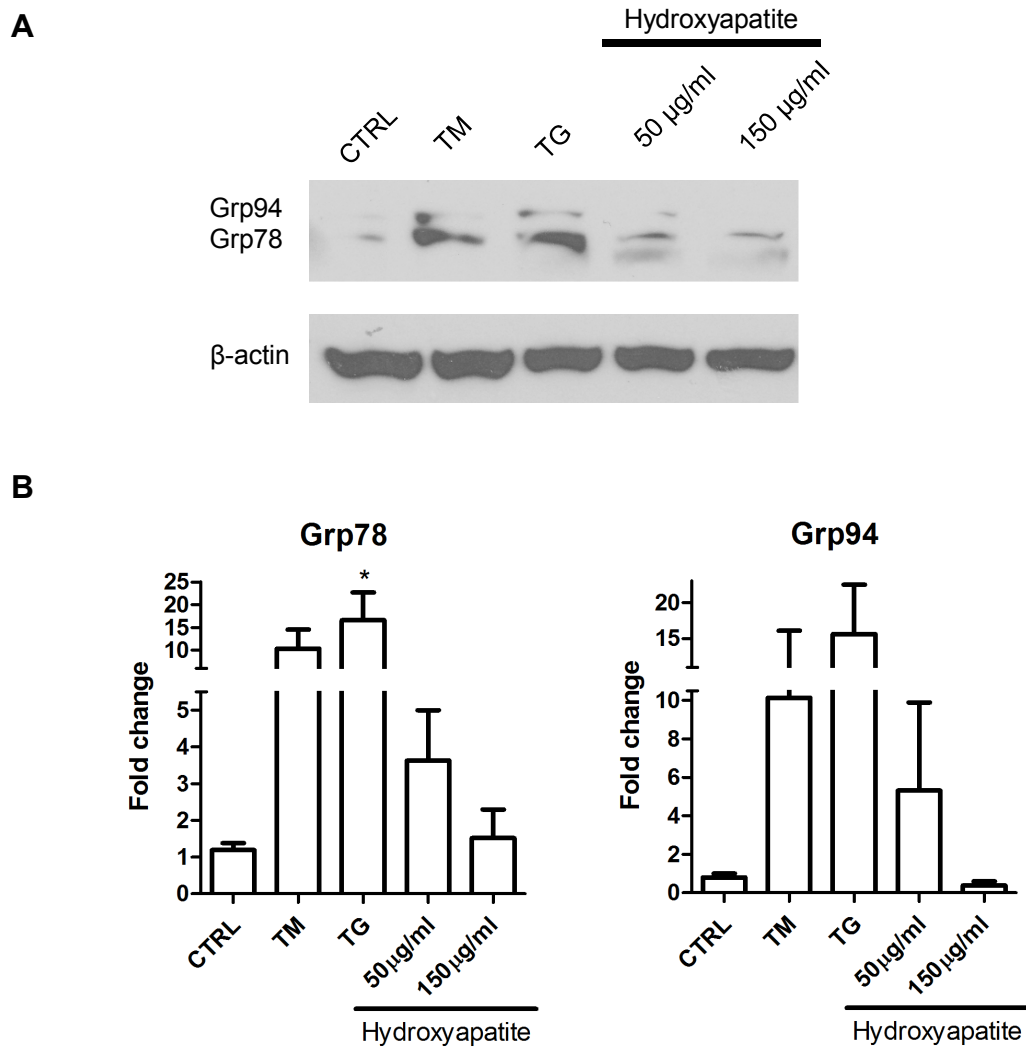 A
Hydroxyapatite
CTRL
TM
TG
50 µg/ml
150 µg/ml
Grp94
Grp78
β-actin
B
Grp78
Fold change
25
20
15
10
5
4
3
2
1
0
*
CTRL
TM
TG
50µg/ml
150µg/ml
Hydroxyapatite
Grp94
Fold change
20
15
10
8
6
4
2
0
CTRL
TM
TG
50µg/ml
150µg/ml
Hydroxyapatite